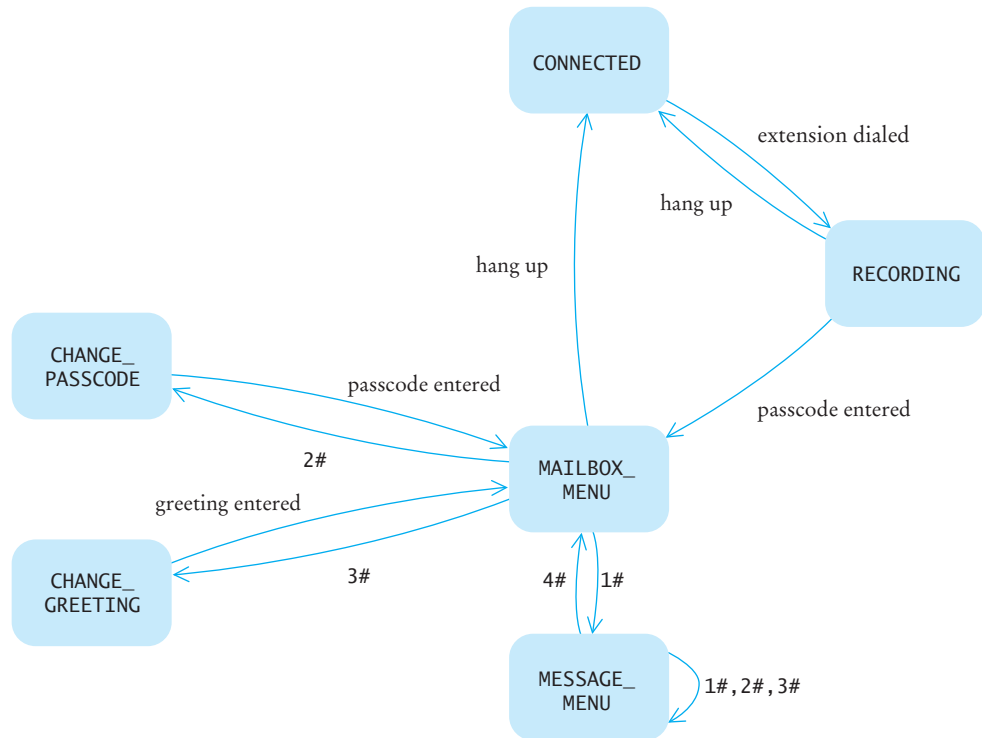 CONNECTED
extension dialed
hang up
hang up
RECORDING
CHANGE_
PASSCODE
passcode entered
passcode entered
2#
MAILBOX_
MENU
greeting entered
3#
CHANGE_
GREETING
4#
1#
MESSAGE_
MENU
1#,2#,3#